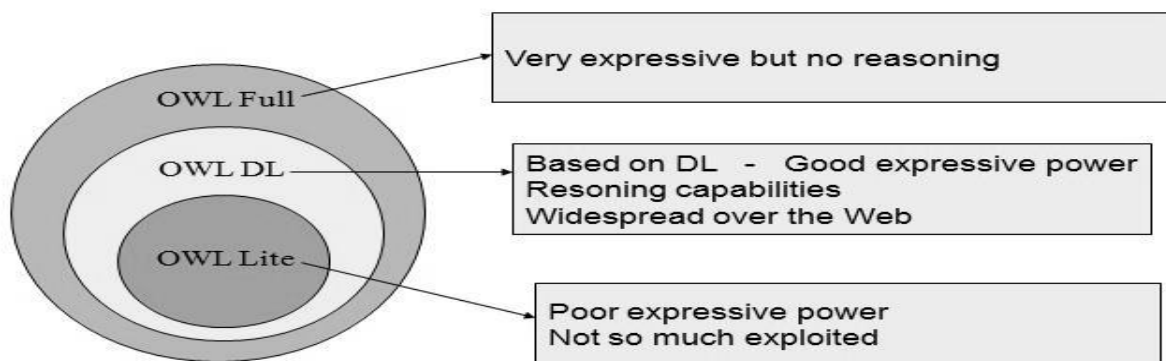 OWL Full
Very expressive but no reasoning
OWL DL
Based on DL - Good expressive power
Resoning capabilities
Widespread over the Web
OWL Lite
Poor expressive power
Not so much exploited